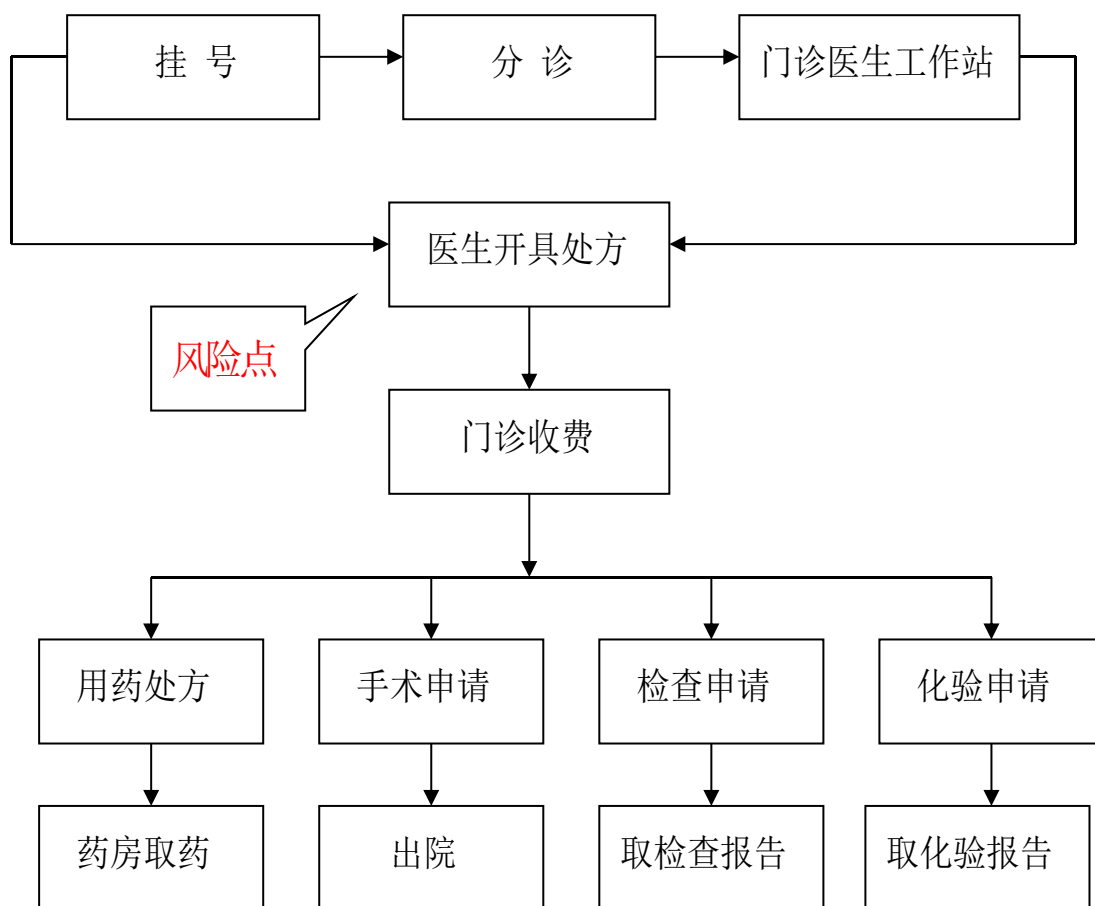 挂 号
分 诊
门诊医生工作站
医生开具处方
风险点
门诊收费
用药处方
手术申请
检查申请
化验申请
药房取药
出院
取检查报告
取化验报告